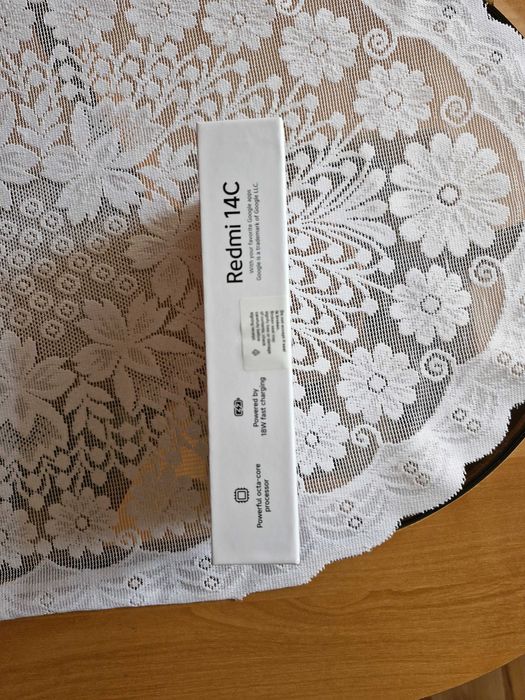 Redmi 14C
With your favorite Google apps
Google is a trademark of Google LLC.
Powered by
18W fast charging
Powerful octa-core
processor